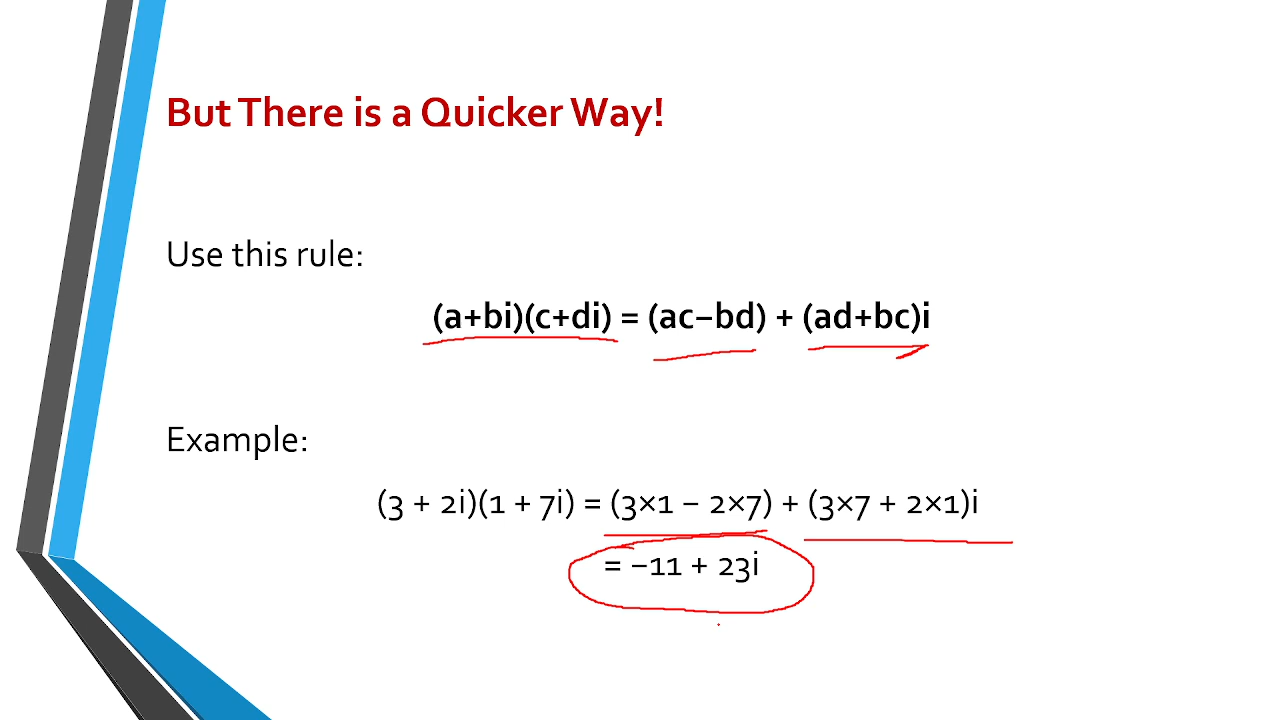 But There is a Quicker Way!
Use this rule:
(a+bi)(c+di) = (ac−bd) + (ad+bc)i
Example:
(3 + 2i)(1 + 7i) = (3×1 − 2×7) + (3×7 + 2×1)i
= −11 + 23i